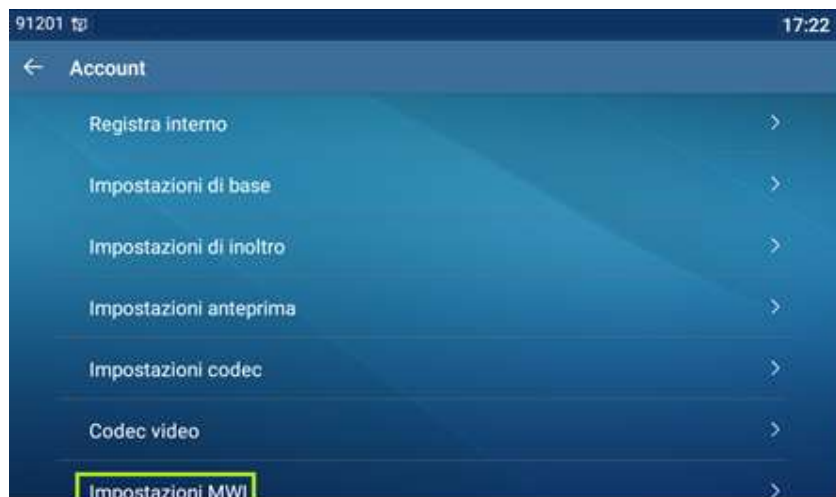 91201 17:22
Account
Registra interno
Impostazioni di base
Impostazioni di inoltro
Impostazioni anteprima
Impostazioni codec
Codec video
Impostazioni MWI